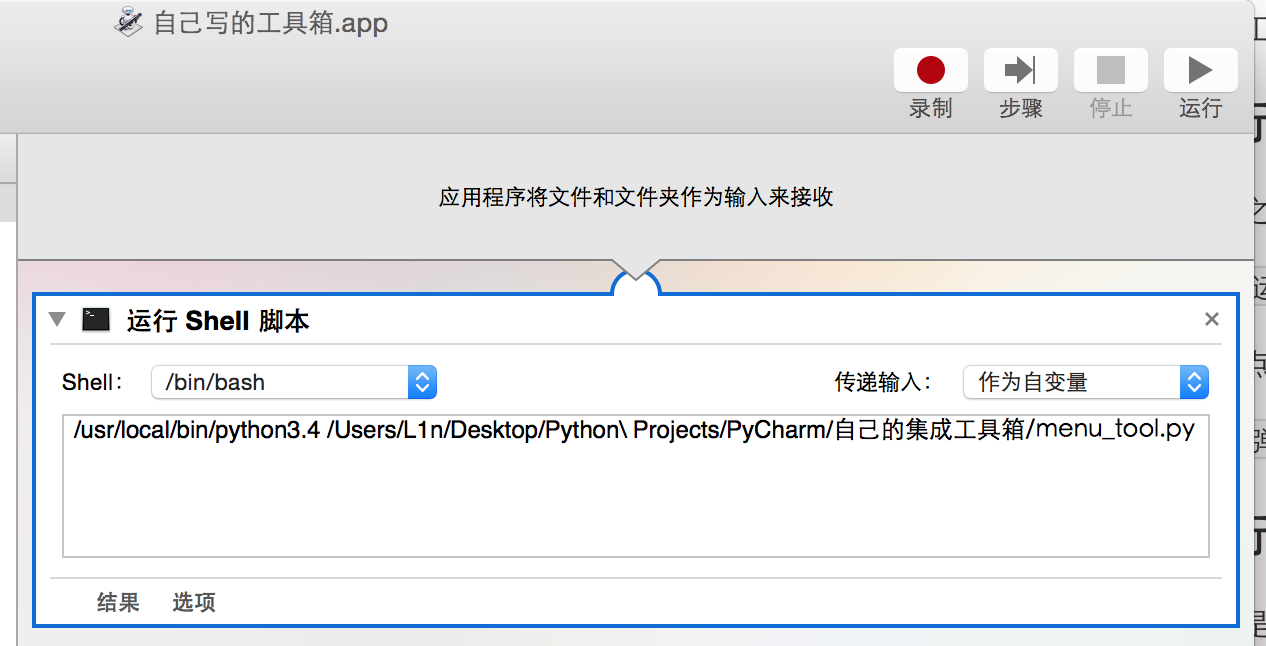 自己写的工具箱.app
录制 步骤 停止 运行
应用程序将文件和文件夹作为输入来接收
运行 Shell 脚本
Shell： /bin/bash 传递输入： 作为自变量
/usr/local/bin/python3.4 /Users/L1n/Desktop/Python\ Projects/PyCharm/自己的集成工具箱/menu_tool.py
结果 选项